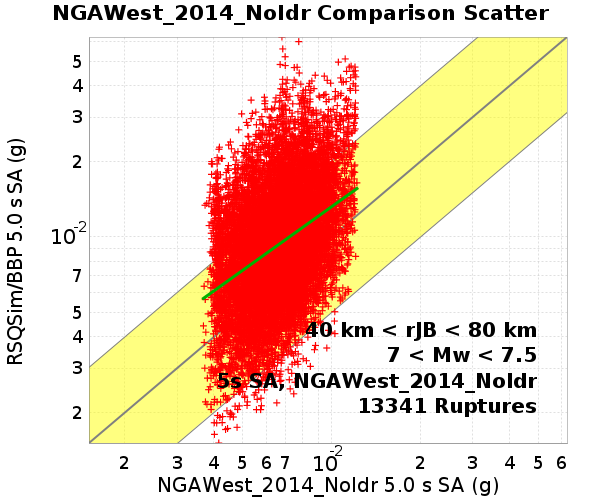 NGAWest_2014_NoIdr Comparison Scatter
RSQSim/BBP 5.0 s SA (g)
5
4
3
2
10-2
7
5
4
3
2
40 km < rJB < 80 km
7 < Mw < 7.5
5s SA, NGAWest_2014_NoIdr
13341 Ruptures
2 3 4 5 6 7 10-2 2 3 4 5 6
NGAWest_2014_NoIdr 5.0 s SA (g)